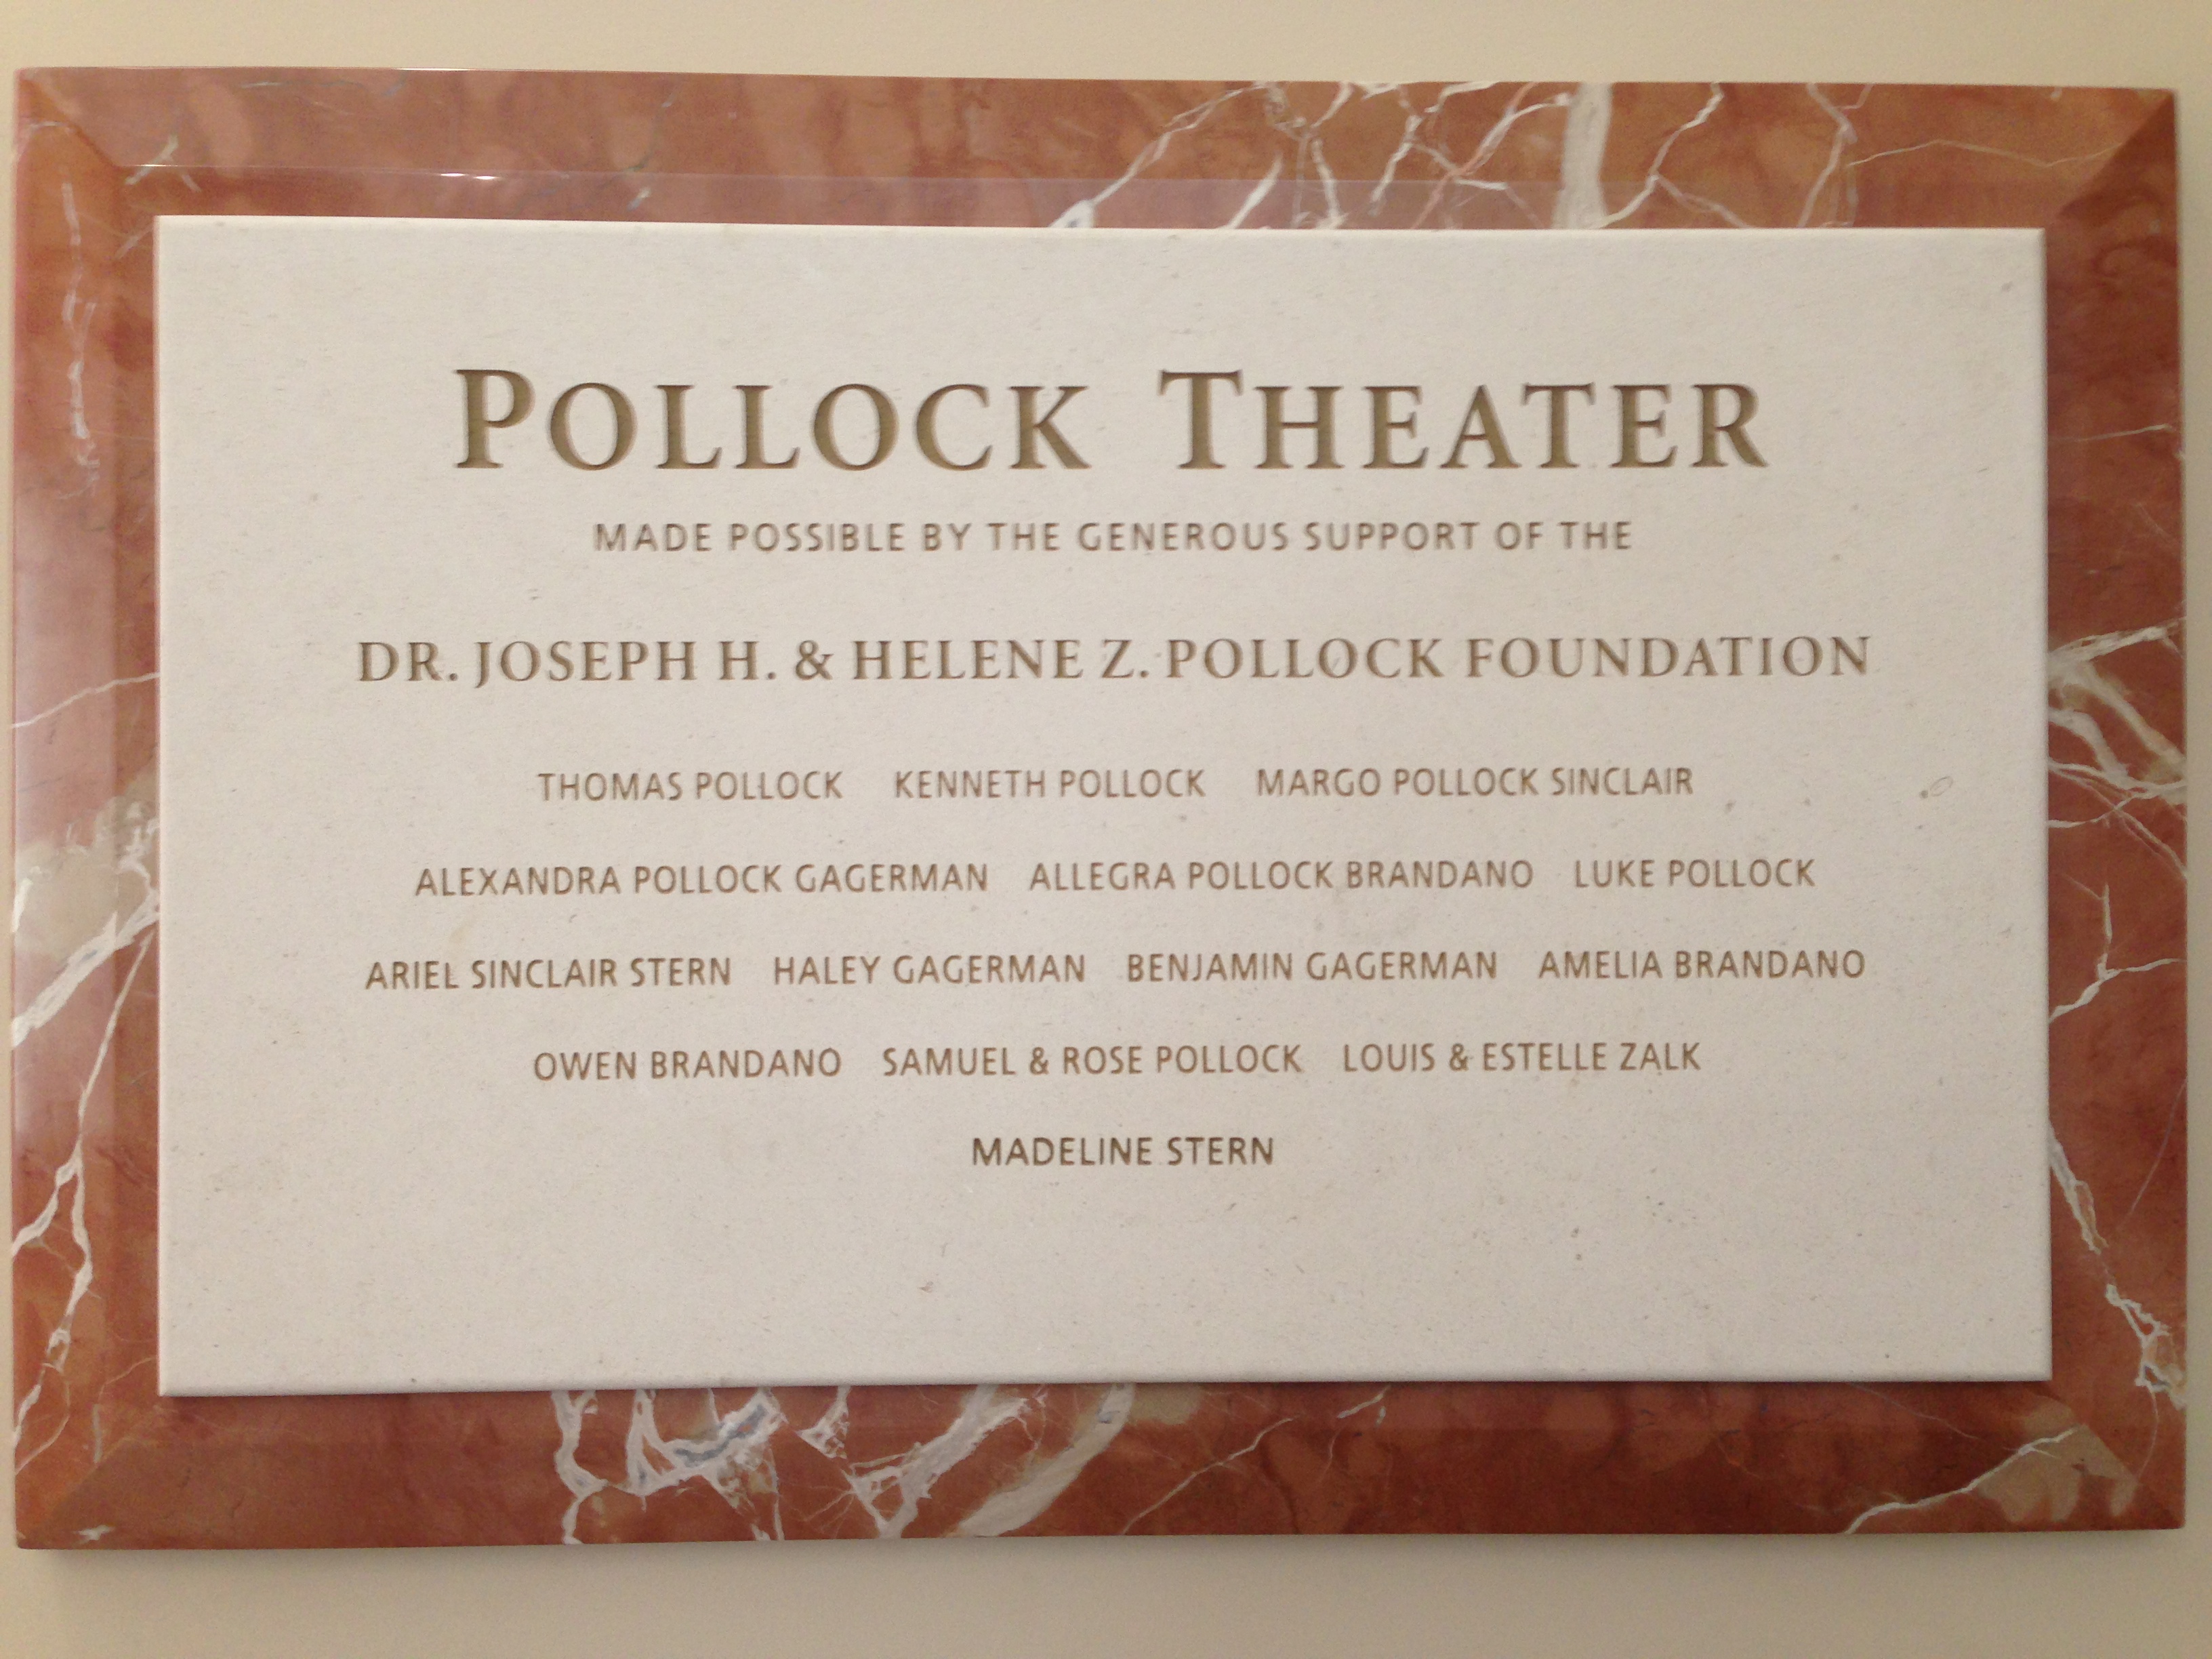 POLLOCK THEATER
MADE POSSIBLE BY THE GENEROUS SUPPORT OF THE
DR. JOSEPH H. & HELENE Z. POLLOCK FOUNDATION
THOMAS POLLOCK KENNETH POLLOCK MARGO POLLOCK SINCLAIR
ALEXANDRA POLLOCK GAGERMAN ALLEGRA POLLOCK BRANDANO LUKE POLLOCK
ARIEL SINCLAIR STERN HALEY GAGERMAN BENJAMIN GAGERMAN AMELIA BRANDANO
OWEN BRANDANO SAMUEL & ROSE POLLOCK LOUIS & ESTELLE ZALK
MADELINE STERN